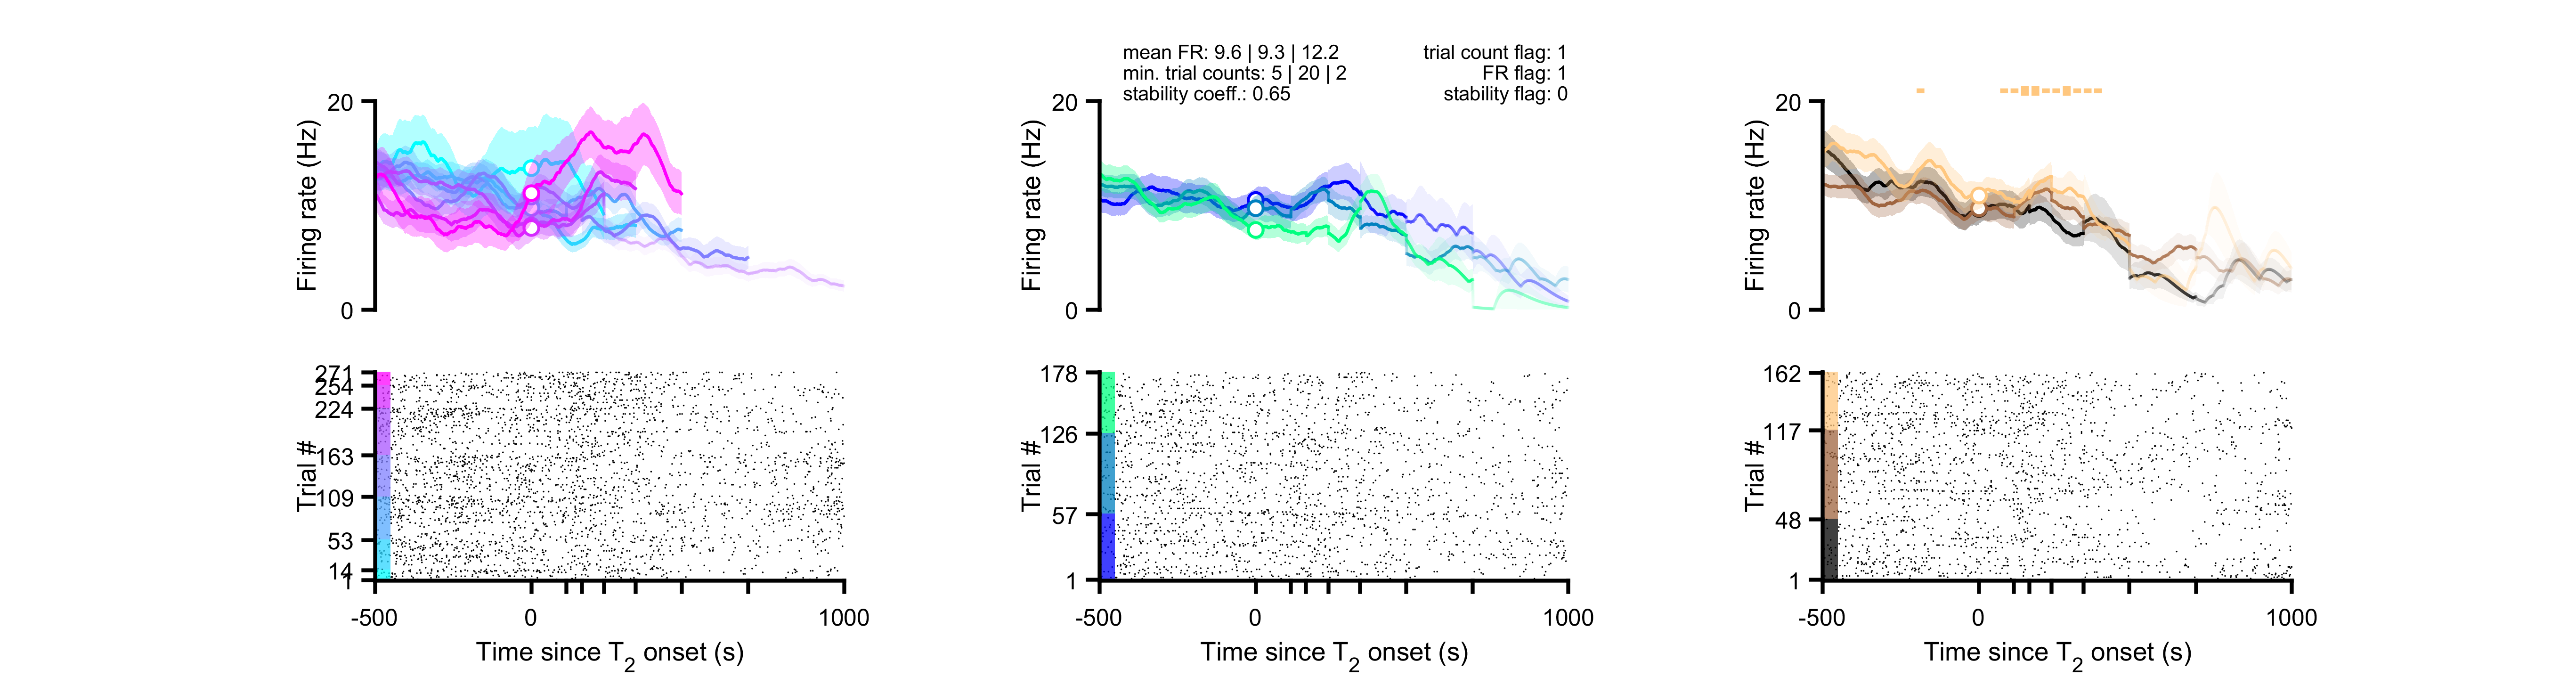 mean FR: 9.6 | 9.3 | 12.2
min. trial counts: 5 | 20 | 2
stability coeff.: 0.65
trial count flag: 1
FR flag: 1
stability flag: 0
20
Firing rate (Hz)
0
20
Firing rate (Hz)
0
20
Firing rate (Hz)
0
271
254
224
163
109
53
14
1
Trial #
-500
0
1000
Time since T2 onset (s)
178
126
57
1
Trial #
-500
0
1000
Time since T2 onset (s)
162
117
48
1
Trial #
-500
0
1000
Time since T2 onset (s)